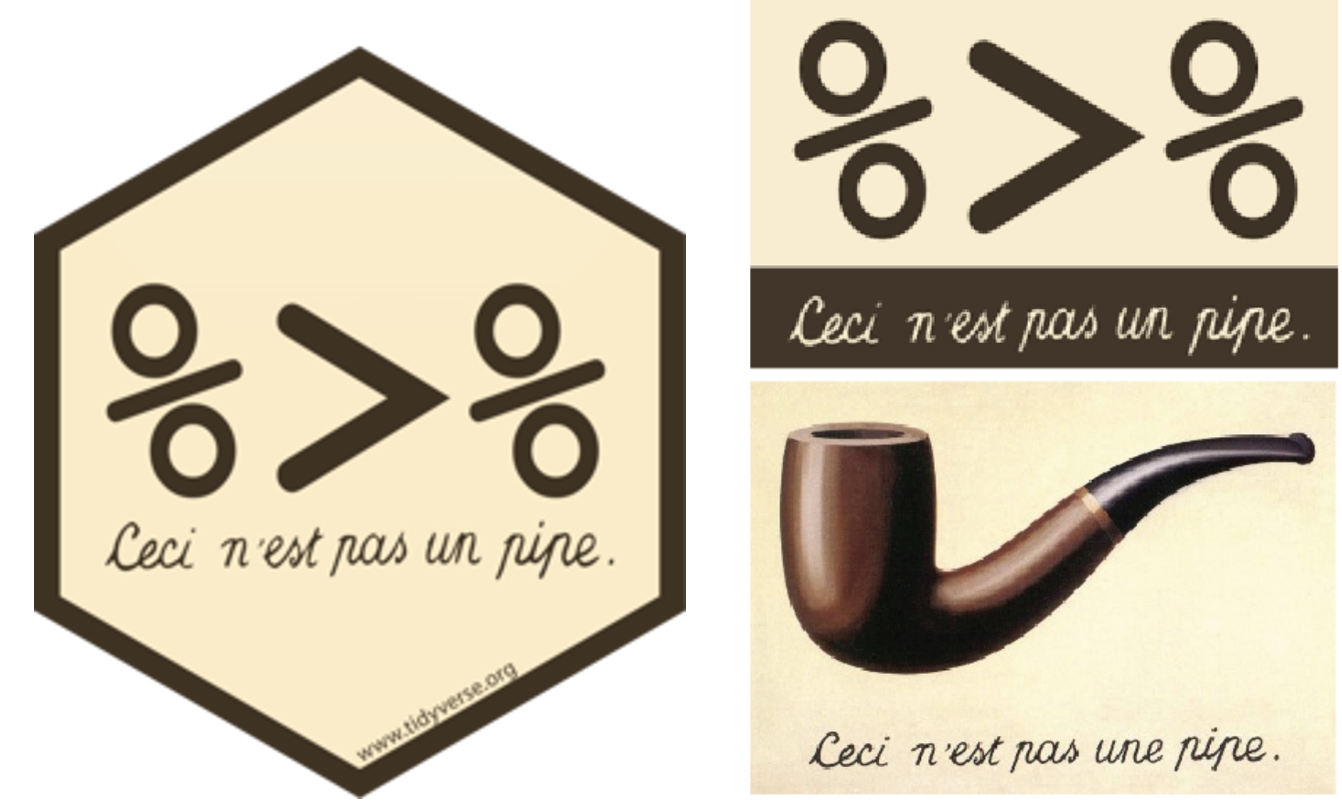 %>%
Ceci n'est pas un pipe.
www.tidyverse.org
%>%
Ceci n'est pas un pipe.
Ceci n'est pas une pipe.